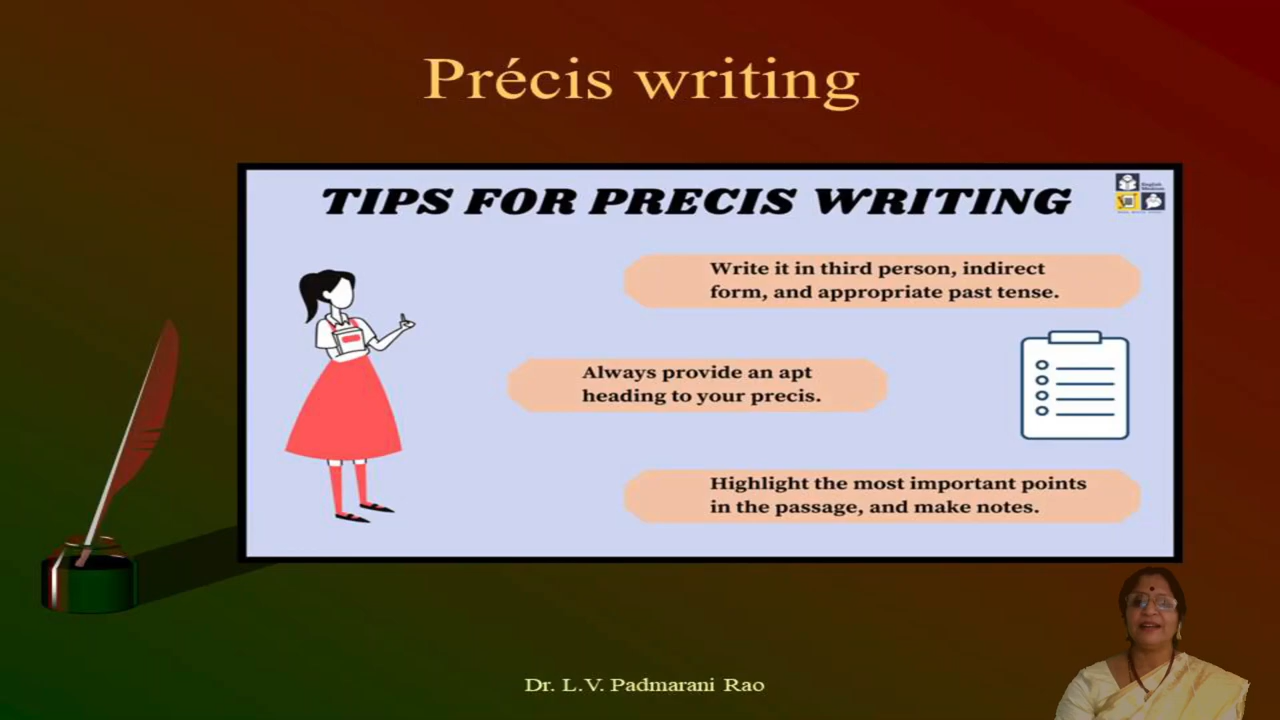 Précis writing
TIPS FOR PRECIS WRITING
Write it in third person, indirect
form, and appropriate past tense.
Always provide an apt
heading to your precis.
Highlight the most important points
in the passage, and make notes.
Dr. L.V. Padmarani Rao